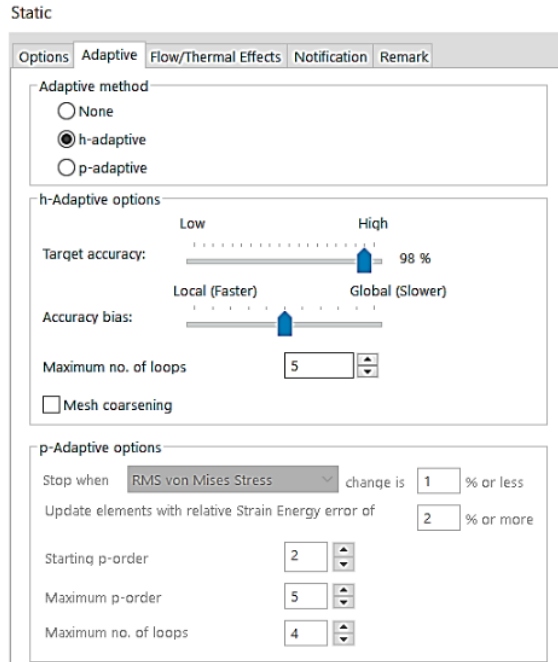 Static
Options Adaptive Flow/Thermal Effects Notification Remark
Adaptive method
None
h-adaptive
p-adaptive
h-Adaptive options
Low High
Target accuracy: 98 %
Local (Faster) Global (Slower)
Accuracy bias:
Maximum no. of loops 5
Mesh coarsening
p-Adaptive options
Stop when RMS von Mises Stress change is 1 % or less
Update elements with relative Strain Energy error of 2 % or more
Starting p-order 2
Maximum p-order 5
Maximum no. of loops 4